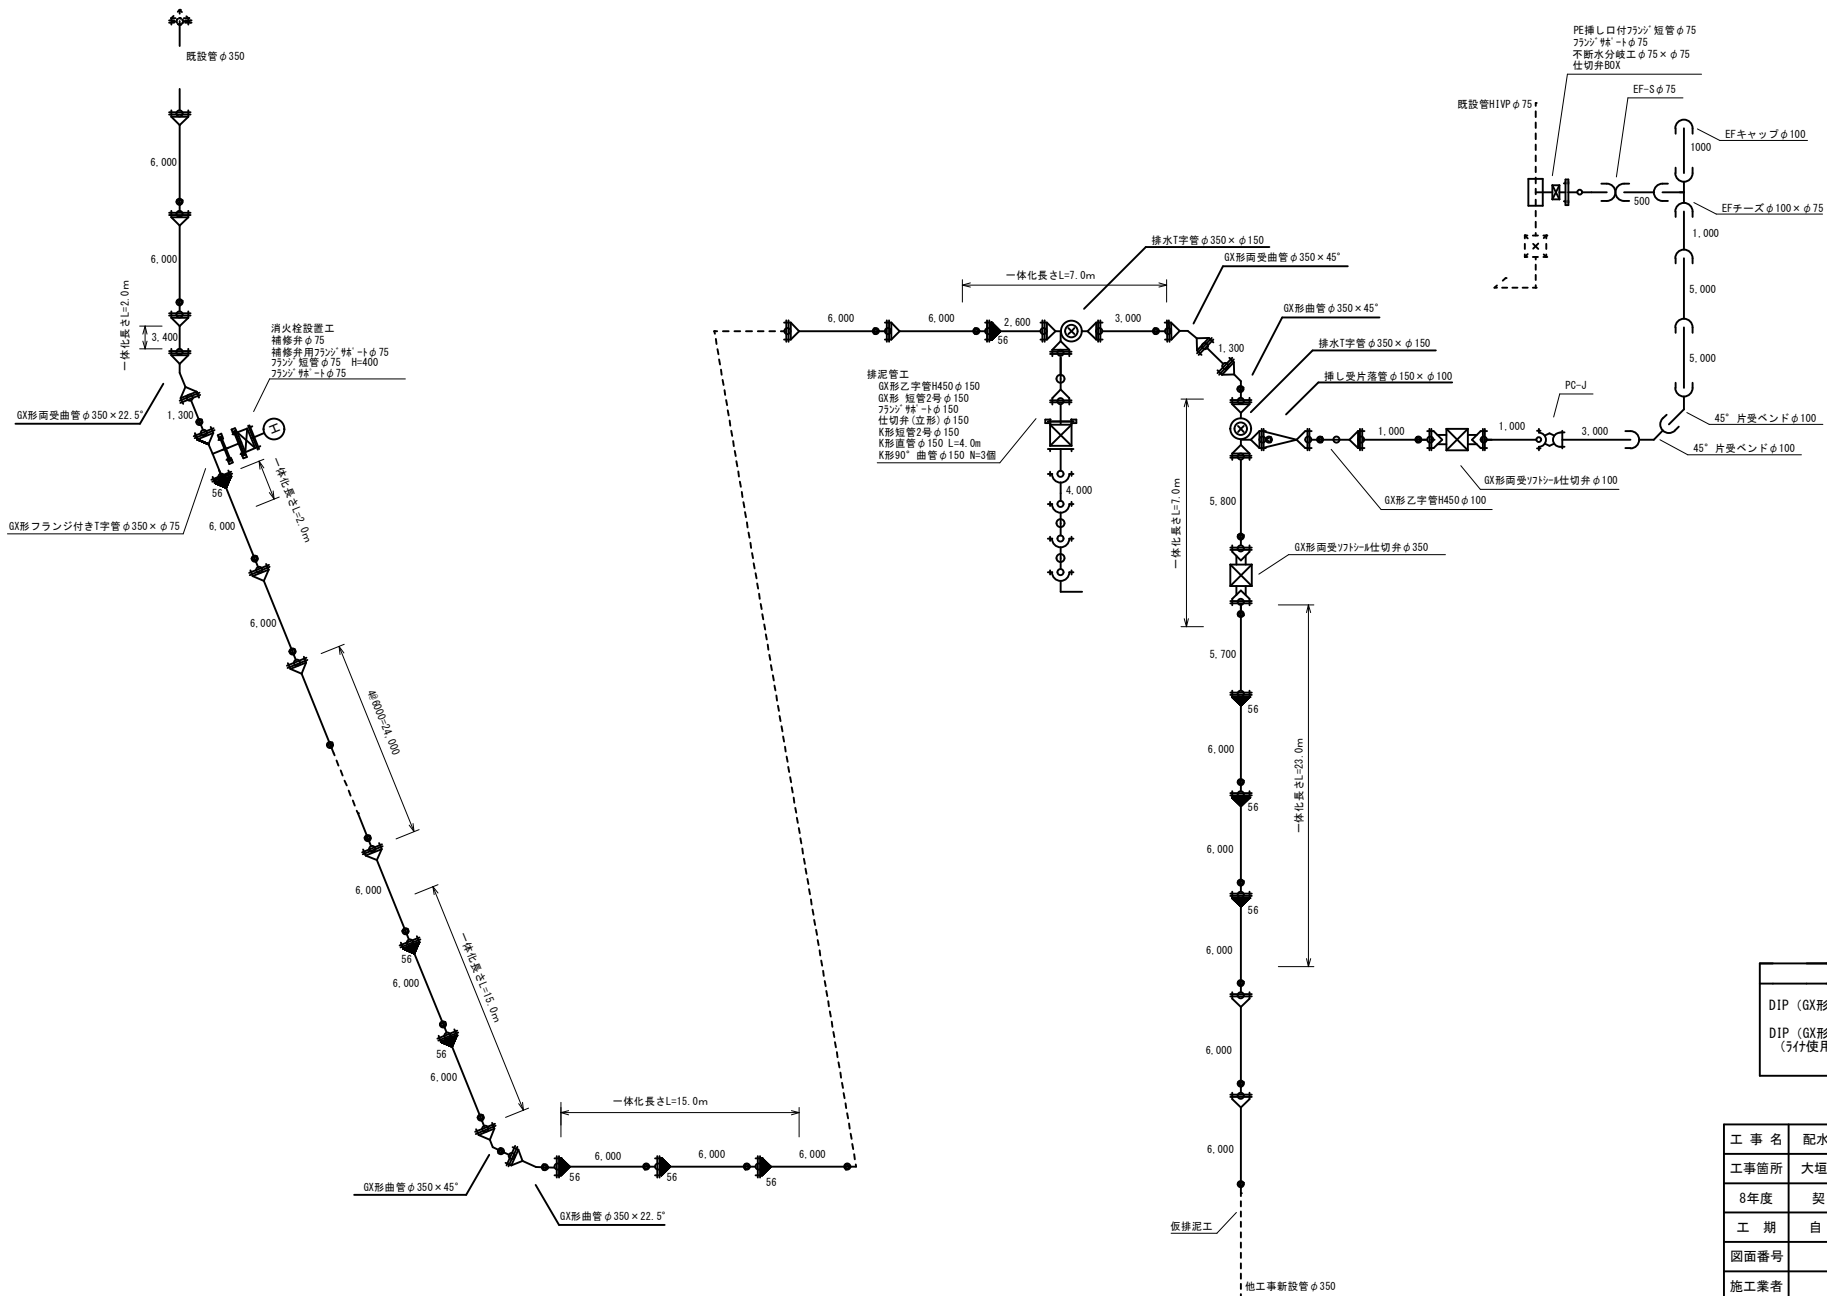 既設管φ350
6,000
6,000
一体化長さL=2.0m
3,400
消火栓設置工
補修弁φ75
補修弁用フランジサポートφ75
フランジ短管φ75 H=400
フランジサポートφ75
GX形両受曲管φ350×22.5°
1,300
H
56
一体化長さL=2.0m
GX形フランジ付きT字管φ350×φ75
6,000
6,000
4@6000=24,000
6,000
56
一体化長さL=15.0m
6,000
56
6,000
GX形曲管φ350×45°
GX形曲管φ350×22.5°
一体化長さL=15.0m
6,000
6,000
6,000
56
56
56
6,000
6,000
56
2,600
3,000
一体化長さL=7.0m
排水T字管φ350×φ150
GX形両受曲管φ350×45°
1,300
GX形曲管φ350×45°
排水T字管φ350×φ150
挿し受片落管φ150×φ100
排泥管工
GX形乙字管H450φ150
GX形 短管2号φ150
フランジサポートφ150
仕切弁(立形)φ150
K形短管2号φ150
K形直管φ150 L=4.0m
K形90°曲管φ150 N=3個
4,000
1,000
1,000
PC-J
3,000
GX形乙字管H450φ100
GX形両受ソフトシール仕切弁φ100
45°片受ベンドφ100
45°片受ベンドφ100
5,000
5,000
1,000
EFチーズφ100×φ75
1000
EFキャップφ100
500
EF-Sφ75
PE挿し口付フランジ短管φ75
フランジサポートφ75
不断水分岐工φ75×φ75
仕切弁BOX
既設管HIVPφ75
5,800
一体化長さL=7.0m
GX形両受ソフトシール仕切弁φ350
5,700
56
6,000
56
6,000
56
一体化長さL=23.0m
6,000
6,000
6,000
仮排泥工
他工事新設管φ350
DIP (GX形
DIP (GX形
(ライナ使用
工事名 配水
工事箇所 大垣
8年度 契
工期 自
図面番号
施工業者